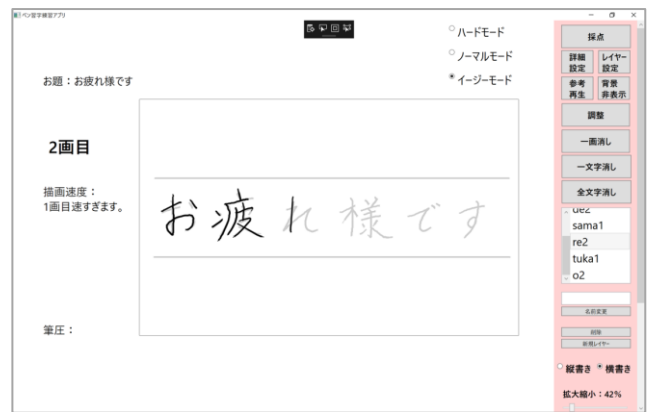 ペン習字練習アプリ
ハードモード
ノーマルモード
イージーモード
お題：お疲れ様です
2画目
描画速度：
1画目速すぎます。
お疲れ様です
筆圧：
採点
詳細設定
レイヤー設定
参考再生
背景非表示
調整
一画消し
一文字消し
全文字消し
de2
sama1
re2
tuka1
o2
名前変更
削除
新規レイヤー
縦書き 横書き
拡大縮小：42%